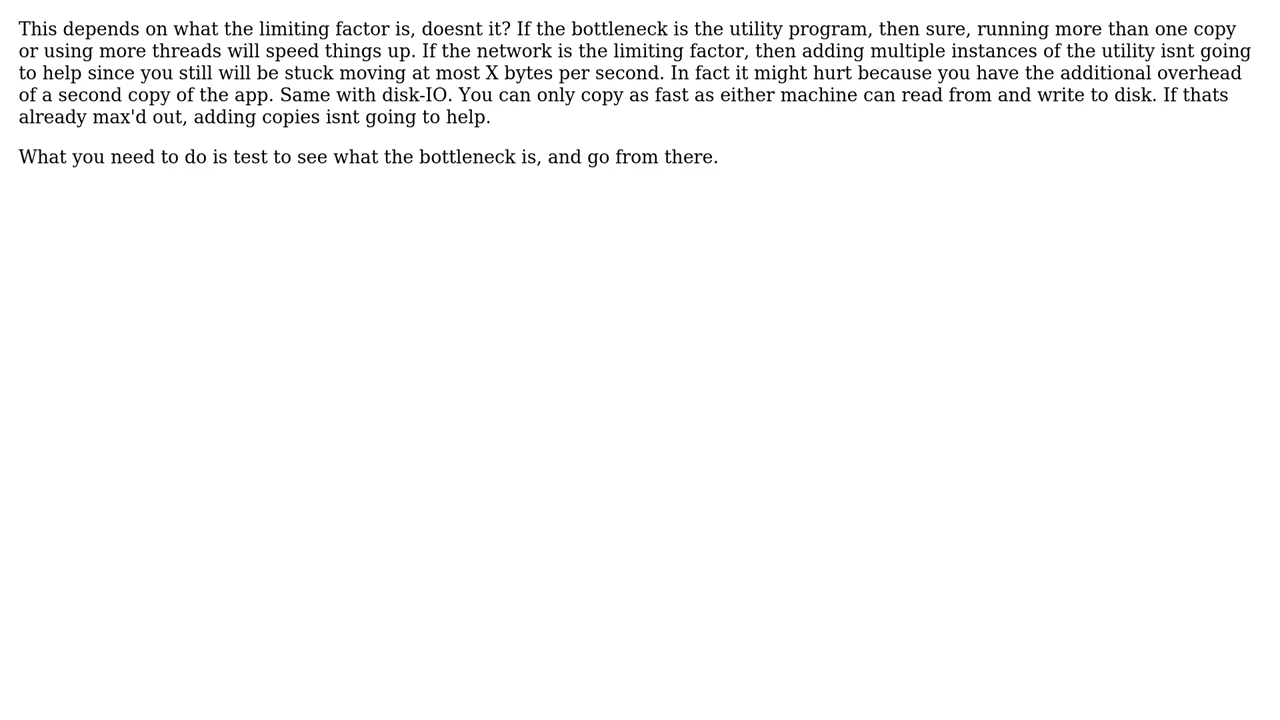 This depends on what the limiting factor is, doesnt it? If the bottleneck is the utility program, then sure, running more than one copy
or using more threads will speed things up. If the network is the limiting factor, then adding multiple instances of the utility isnt going
to help since you still will be stuck moving at most X bytes per second. In fact it might hurt because you have the additional overhead
of a second copy of the app. Same with disk-IO. You can only copy as fast as either machine can read from and write to disk. If thats
already max'd out, adding copies isnt going to help.
What you need to do is test to see what the bottleneck is, and go from there.